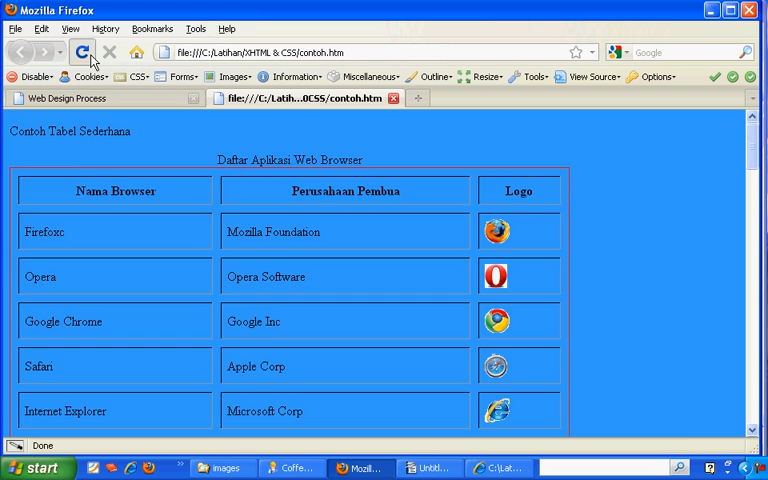 Mozilla Firefox
File Edit View History Bookmarks Tools Help
file:///C:/Latihan/XHTML & CSS/contoh.htm Google
Disable Cookies CSS Forms Images Information Miscellaneous Outline Resize Tools View Source Options
Web Design Process file:///C:/Latih...0CSS/contoh.htm
Contoh Tabel Sederhana
Daftar Aplikasi Web Browser
Nama Browser Perusahaan Pembua Logo
Firefoxc Mozilla Foundation
Opera Opera Software
Google Chrome Google Inc
Safari Apple Corp
Internet Explorer Microsoft Corp
Done
start images Coffe... Mozil... Untitl... C:\Lat...